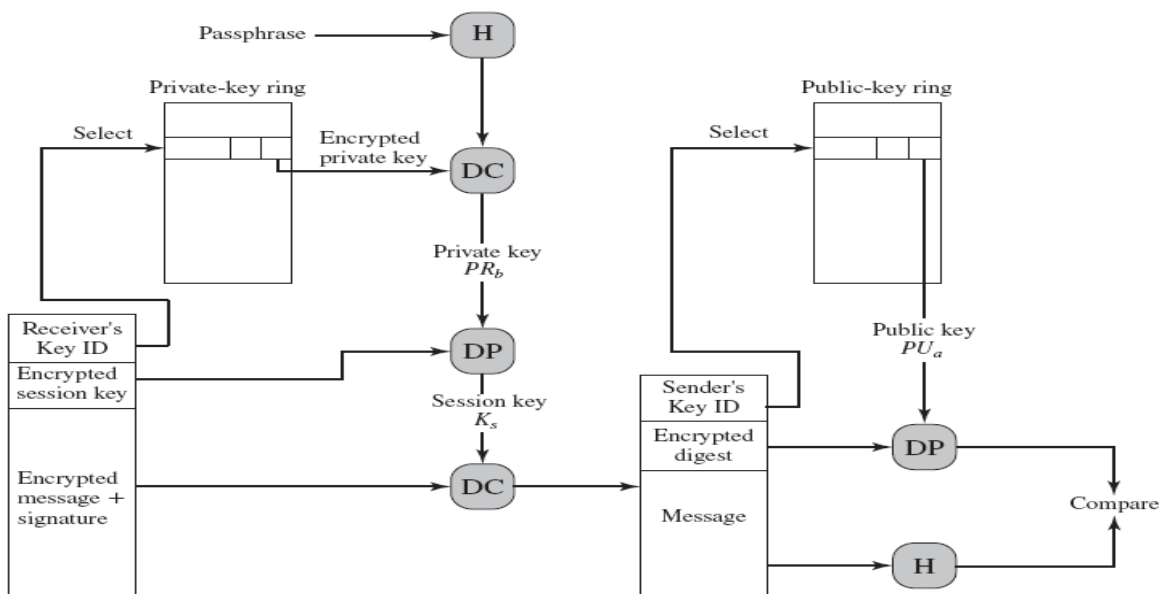 Passphrase
H
Private-key ring
Public-key ring
Select
Encrypted
private key
Select
DC
Private key
PR_b
Receiver's
Key ID
Encrypted
session key
DP
Session key
K_s
Encrypted
message +
signature
DC
Public key
PU_a
Sender's
Key ID
Encrypted
digest
DP
Message
Compare
H